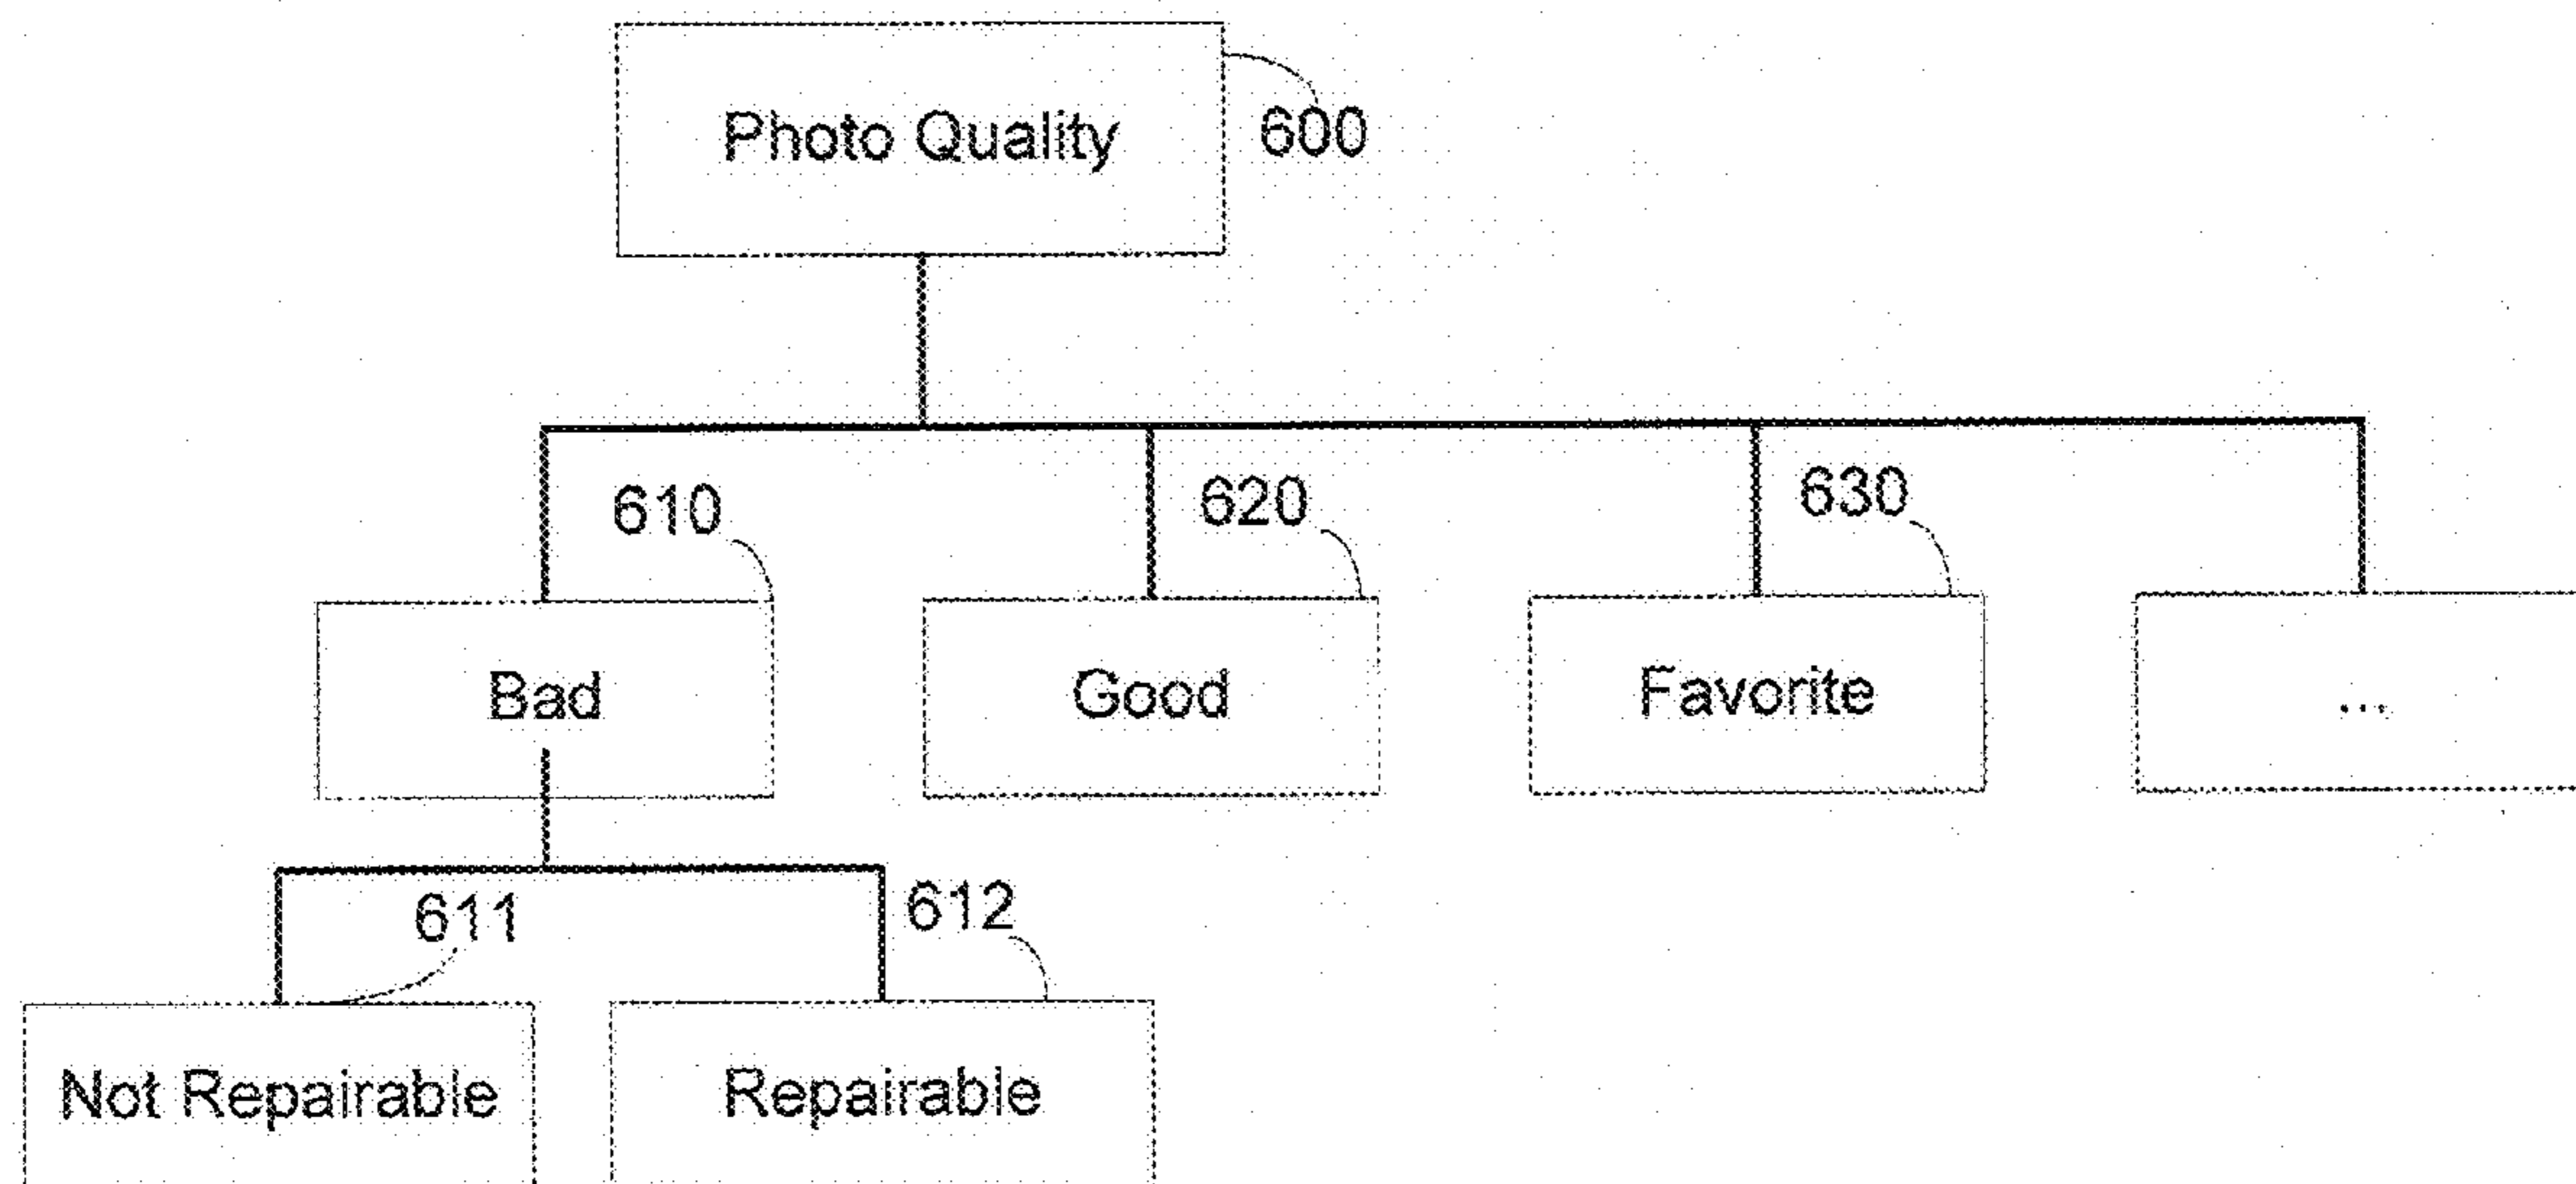 Photo Quality
600
610
620
630
Bad
Good
Favorite
...
611
612
Not Repairable
Repairable